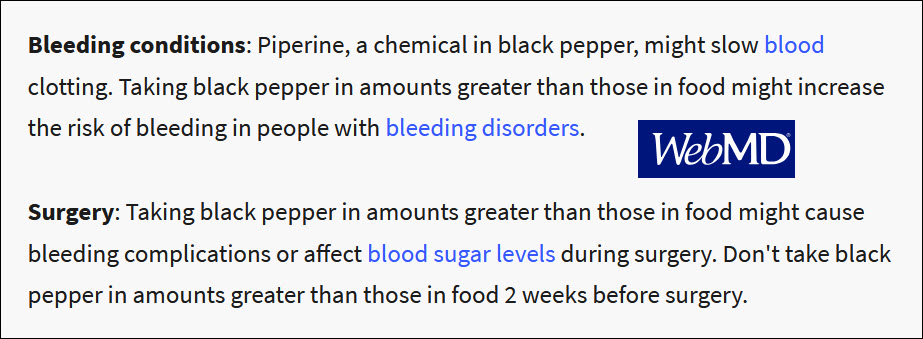 Bleeding conditions: Piperine, a chemical in black pepper, might slow blood
clotting. Taking black pepper in amounts greater than those in food might increase
the risk of bleeding in people with bleeding disorders.
WebMD
Surgery: Taking black pepper in amounts greater than those in food might cause
bleeding complications or affect blood sugar levels during surgery. Don't take black
pepper in amounts greater than those in food 2 weeks before surgery.